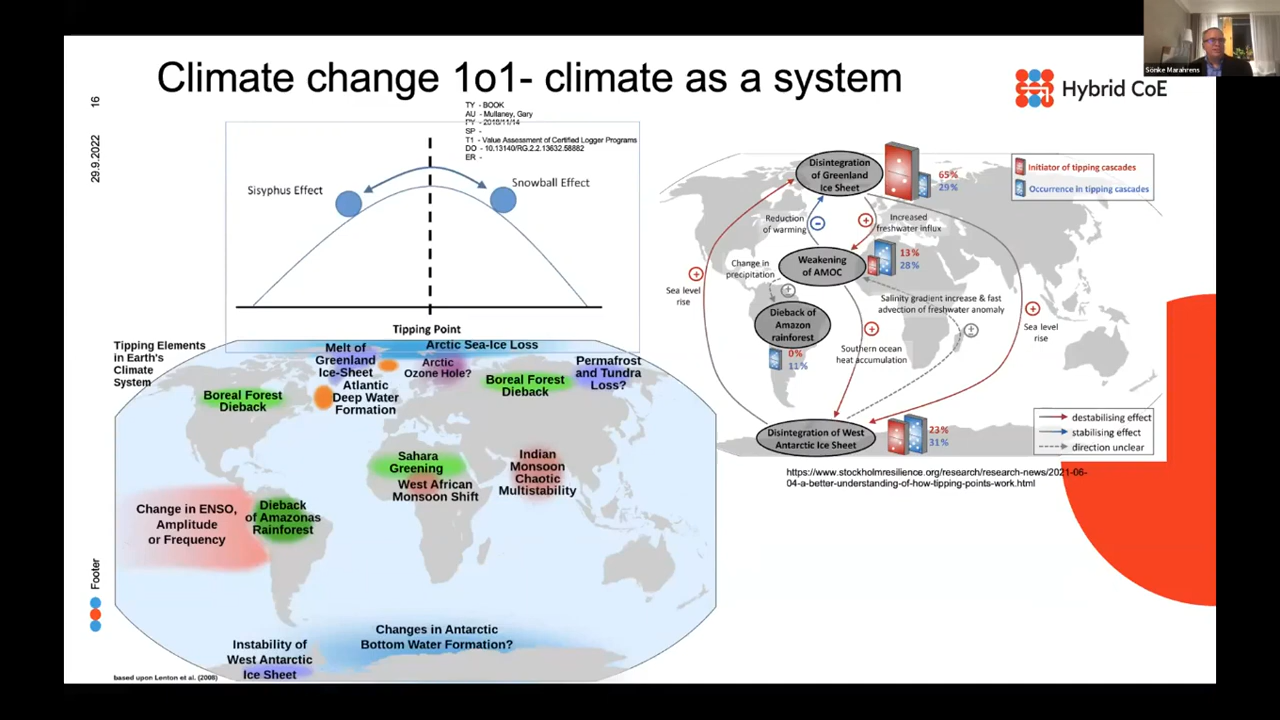 Climate change 1o1- climate as a system
Hybrid CoE
Sönke Marahrens
16
29.9.2022
TY - BOOK
AU - Mullaney, Gary
PY - 2018/11/14
SP -
T1 - Value Assessment of Certified Logger Programs
DO - 10.13140/RG.2.2.13632.58882
ER -
Sisyphus Effect
Snowball Effect
Tipping Point
Tipping Elements
in Earth's
Climate
System
Melt of
Greenland
Ice-Sheet
Arctic Sea-Ice Loss
Arctic
Ozone Hole?
Permafrost
and Tundra
Loss?
Boreal Forest
Dieback
Atlantic
Deep Water
Formation
Boreal Forest
Dieback
Sahara
Greening
West African
Monsoon Shift
Indian
Monsoon
Chaotic
Multistability
Change in ENSO,
Amplitude
or Frequency
Dieback
of Amazonas
Rainforest
Changes in Antarctic
Bottom Water Formation?
Instability of
West Antarctic
Ice Sheet
based upon Lenton et al. (2008)
Footer
Disintegration
of Greenland
Ice Sheet
65%
29%
Initiator of tipping cascades
Occurrence in tipping cascades
Reduction
of warming
Increased
freshwater influx
Weakening
of AMOC
13%
28%
Change in
precipitation
Sea level
rise
Salinity gradient increase & fast
advection of freshwater anomaly
Dieback of
Amazon
rainforest
0%
11%
Southern ocean
heat accumulation
Sea level
rise
Disintegration of West
Antarctic Ice Sheet
23%
31%
destabilising effect
stabilising effect
direction unclear
https://www.stockholmresilience.org/research/research-news/2021-06-
04-a-better-understanding-of-how-tipping-points-work.html